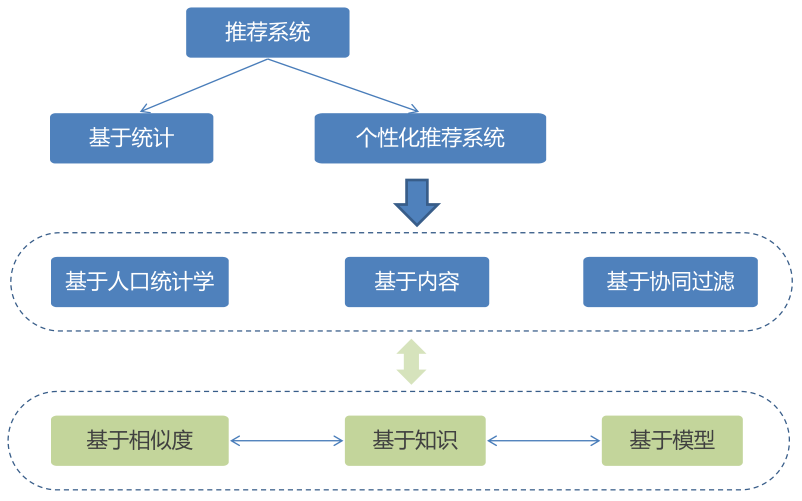 推荐系统
基于统计
个性化推荐系统
基于人口统计学
基于内容
基于协同过滤
基于相似度
基于知识
基于模型